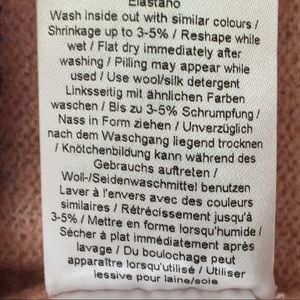 Elastano
Wash inside out with similar colours /
Shrinkage up to 3-5% / Reshape while
wet / Flat dry immediately after
washing / Pilling may appear while
used / Use wool/silk detergent
Linksseitig mit ähnlichen Farben
waschen / Bis zu 3-5% Schrumpfung /
Nass in Form ziehen / Unverzüglich
nach dem Waschgang liegend trocknen
/ Knötchenbildung kann während des
Gebrauchs auftreten /
Woll-/Seidenwaschmittel benutzen
Laver à l'envers avec des couleurs
similaires / Rétrécissement jusqu'à
3-5% / Mettre en forme lorsqu'humide /
Sécher à plat immédiatement après
lavage / Du boulochage peut
apparaître lorsqu'utilisé / Utiliser
lessive pour laine/soie